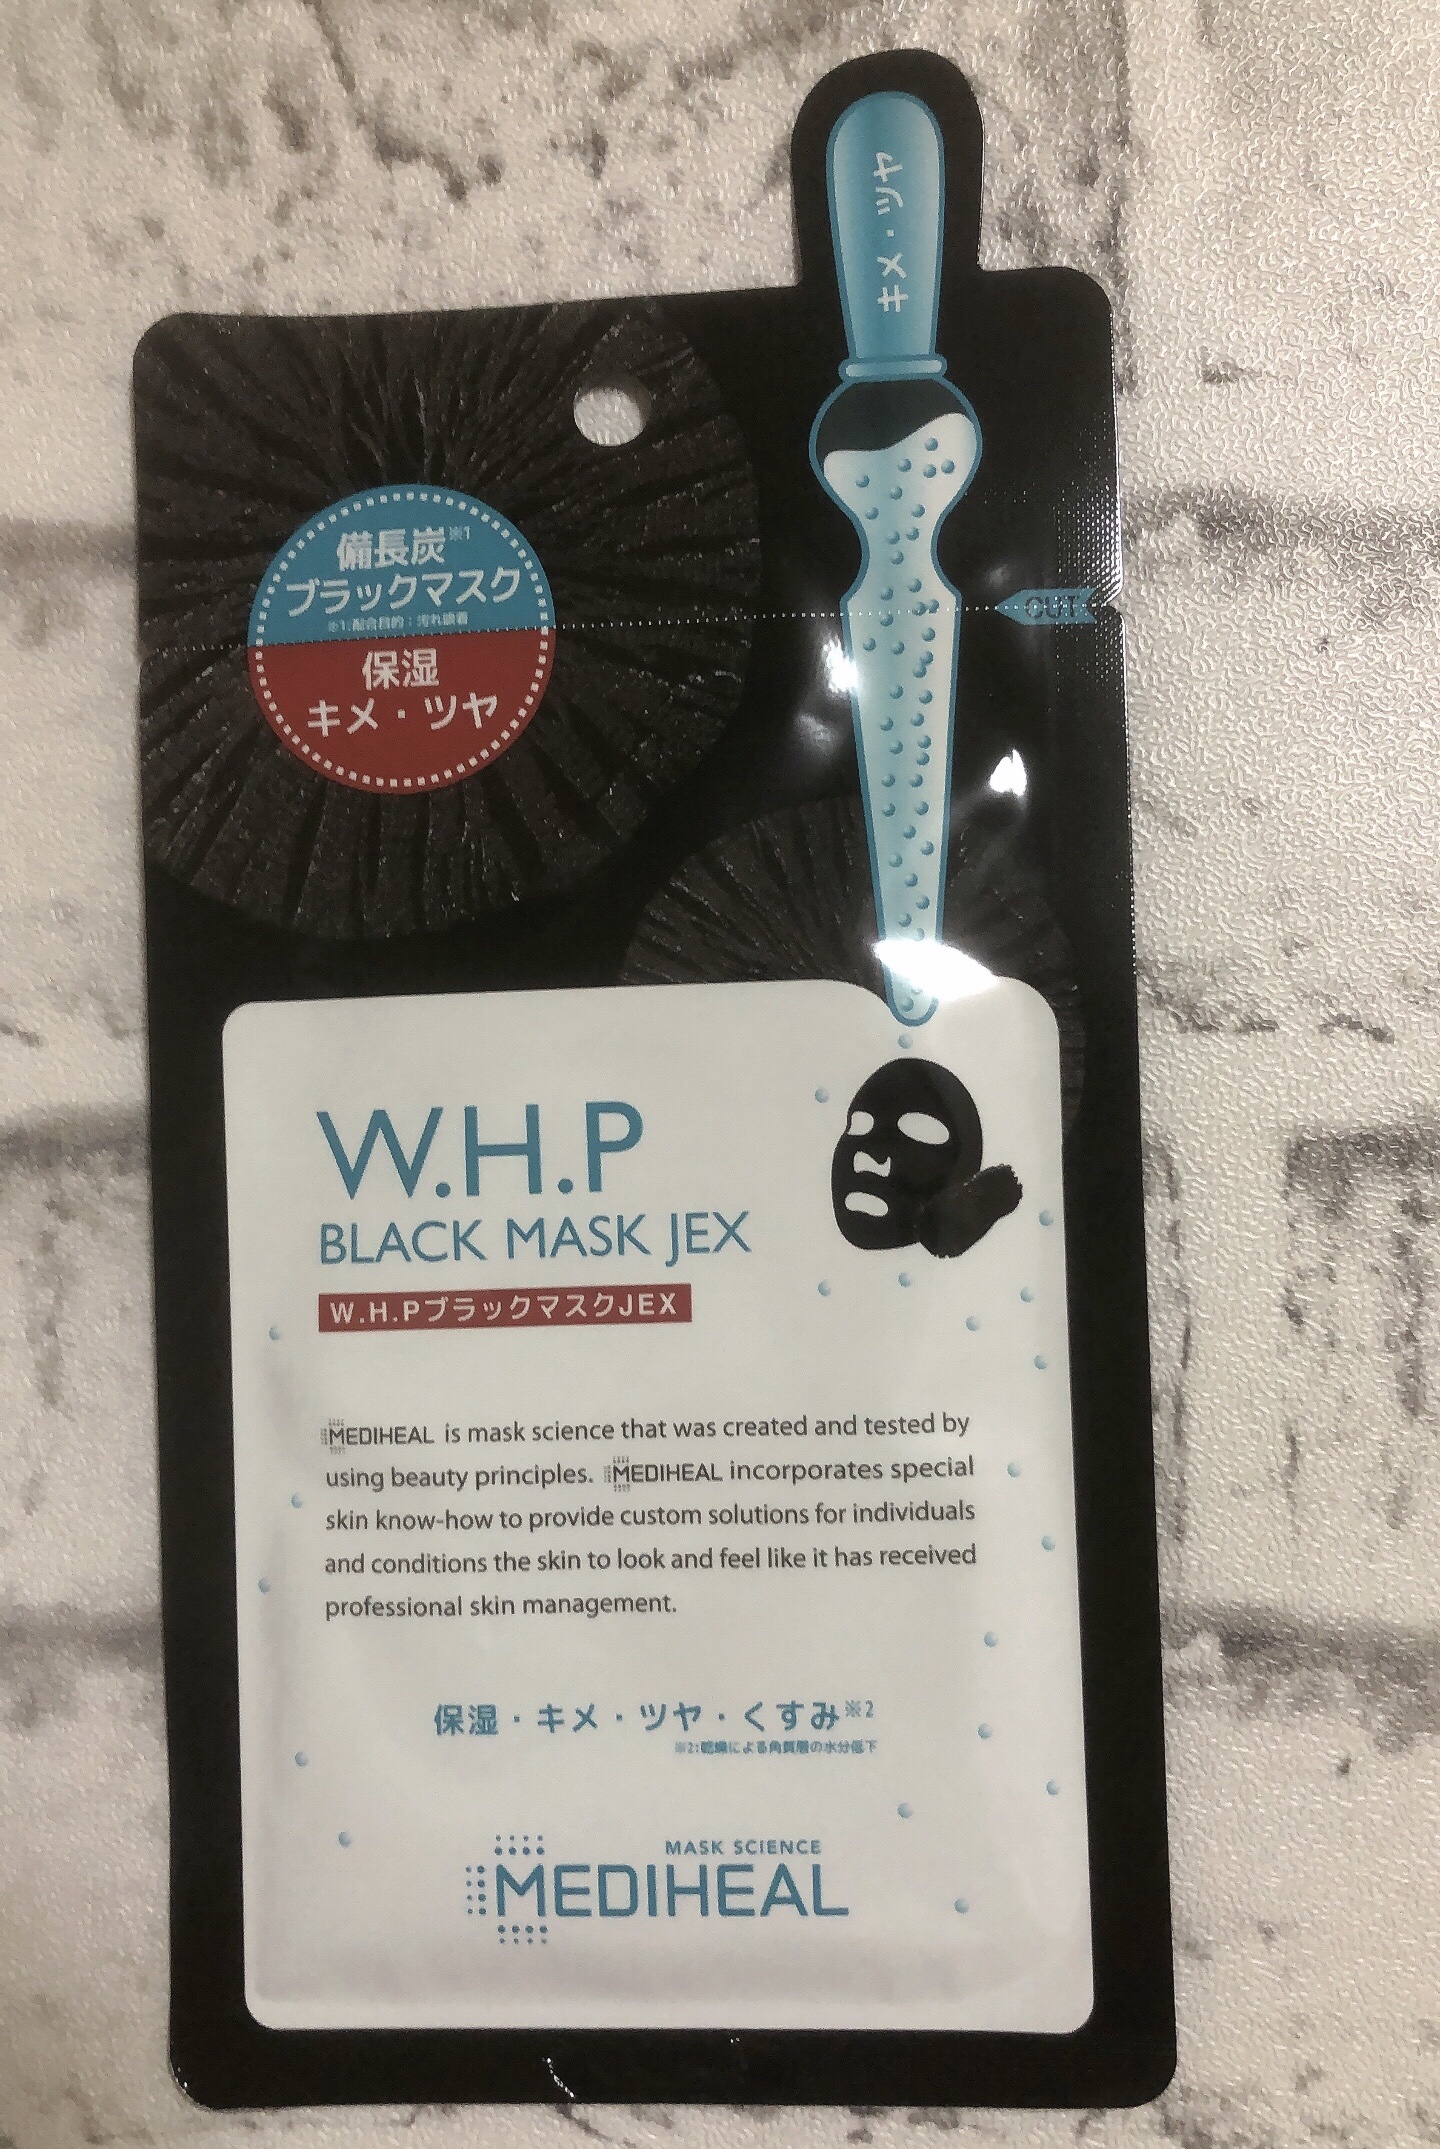 キメ・ツヤ
備長炭※1
ブラックマスク
※1:配合目的：汚れ吸着
保湿
キメ・ツヤ
CUT
W.H.P
BLACK MASK JEX
W.H.PブラックマスクJEX
MEDIHEAL is mask science that was created and tested by
using beauty principles. MEDIHEAL incorporates special
skin know-how to provide custom solutions for individuals
and conditions the skin to look and feel like it has received
professional skin management.
保湿・キメ・ツヤ・くすみ※2
※2:乾燥による角質層の水分低下
MASK SCIENCE
MEDIHEAL